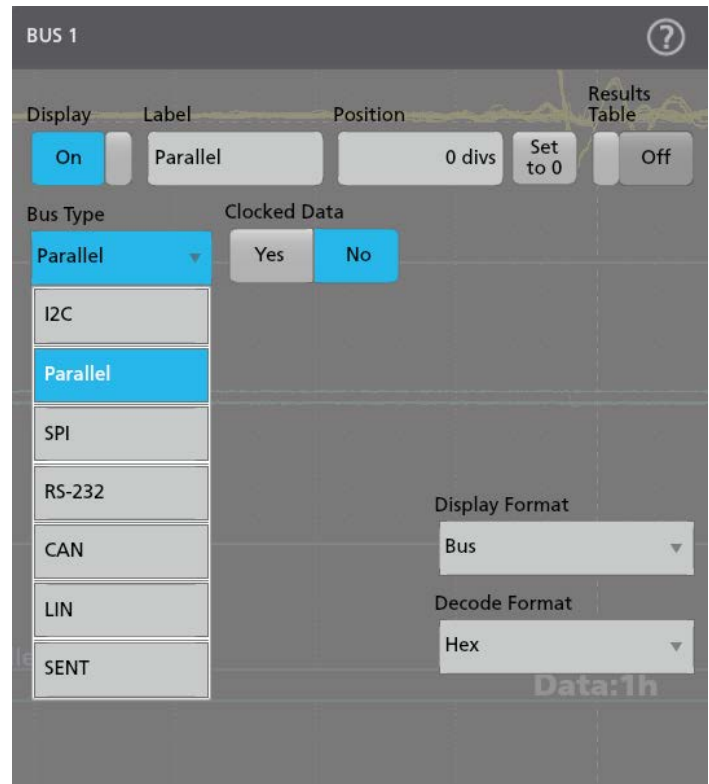 BUS 1
?
Display Label Position Results
Table
On Parallel 0 divs Set
to 0 Off
Bus Type Clocked Data
Parallel Yes No
I2C
Parallel
SPI
RS-232
CAN
LIN
SENT
Display Format
Bus
Decode Format
Hex
le
Data:1h